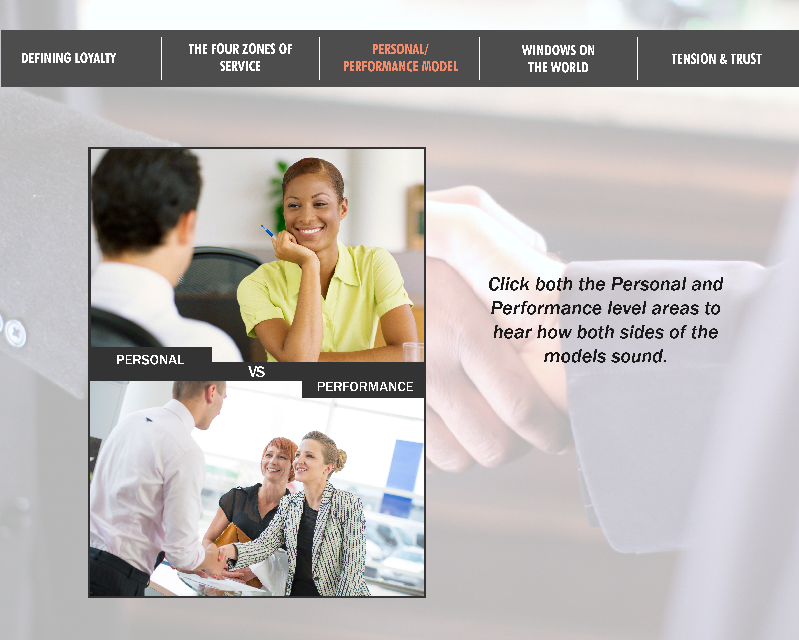 DEFINING LOYALTY
THE FOUR ZONES OF
SERVICE
PERSONAL/
PERFORMANCE MODEL
WINDOWS ON
THE WORLD
TENSION & TRUST
PERSONAL
VS
PERFORMANCE
Click both the Personal and
Performance level areas to
hear how both sides of the
models sound.